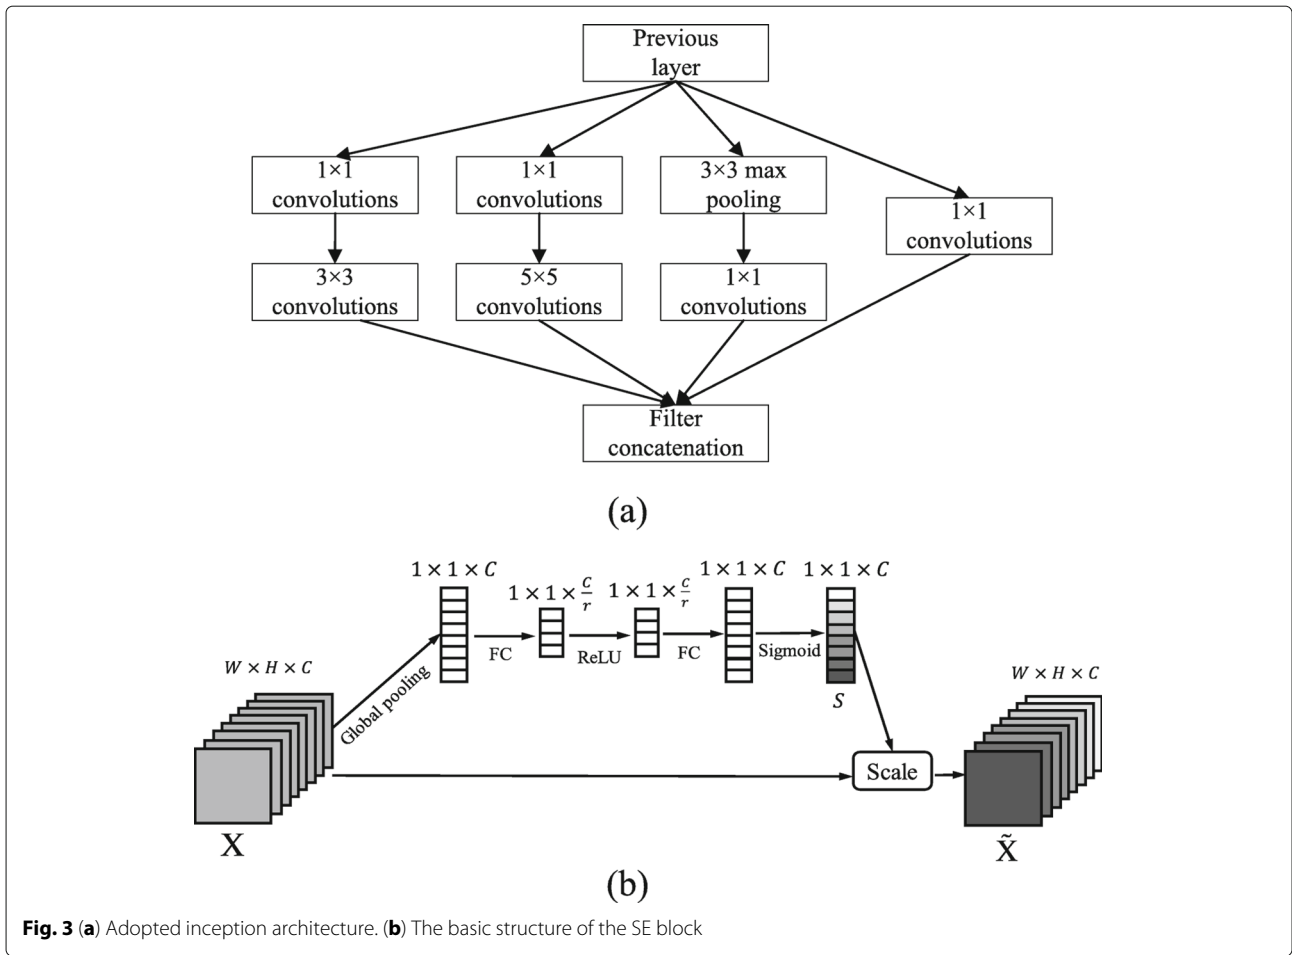 Previous
layer
1×1
convolutions
1×1
convolutions
3×3 max
pooling
1×1
convolutions
3×3
convolutions
5×5
convolutions
1×1
convolutions
Filter
concatenation
(a)
1 × 1 × C
1 × 1 × C/r
1 × 1 × C/r
1 × 1 × C
1 × 1 × C
FC
ReLU
FC
Sigmoid
S
W × H × C
Global pooling
W × H × C
Scale
X
X̃
(b)
Fig. 3 (a) Adopted inception architecture. (b) The basic structure of the SE block